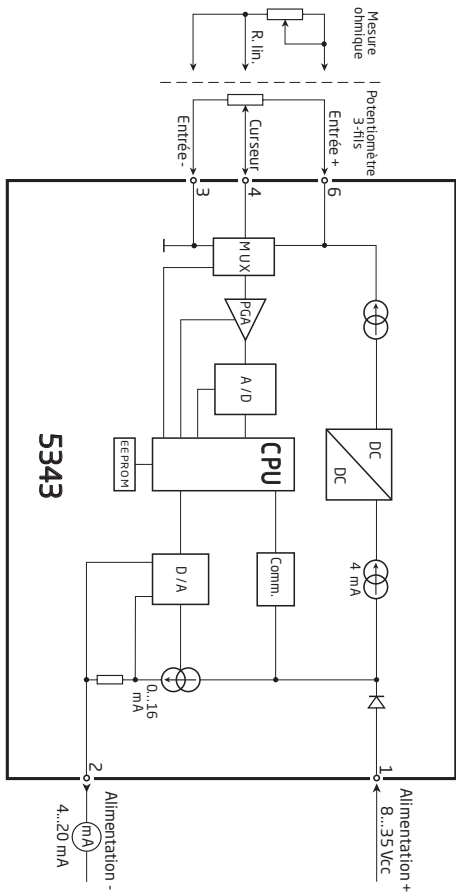 Mesure
ohmique
R. lin.
Potentiomètre
3-fils
Entrée +
Curseur
Entrée -
6
4
3
MUX
PGA
A/D
CPU
EEPROM
5343
DC
DC
4 mA
Comm.
D/A
0...16
mA
1
2
Alimentation +
8...35 Vcc
Alimentation -
4...20 mA
mA